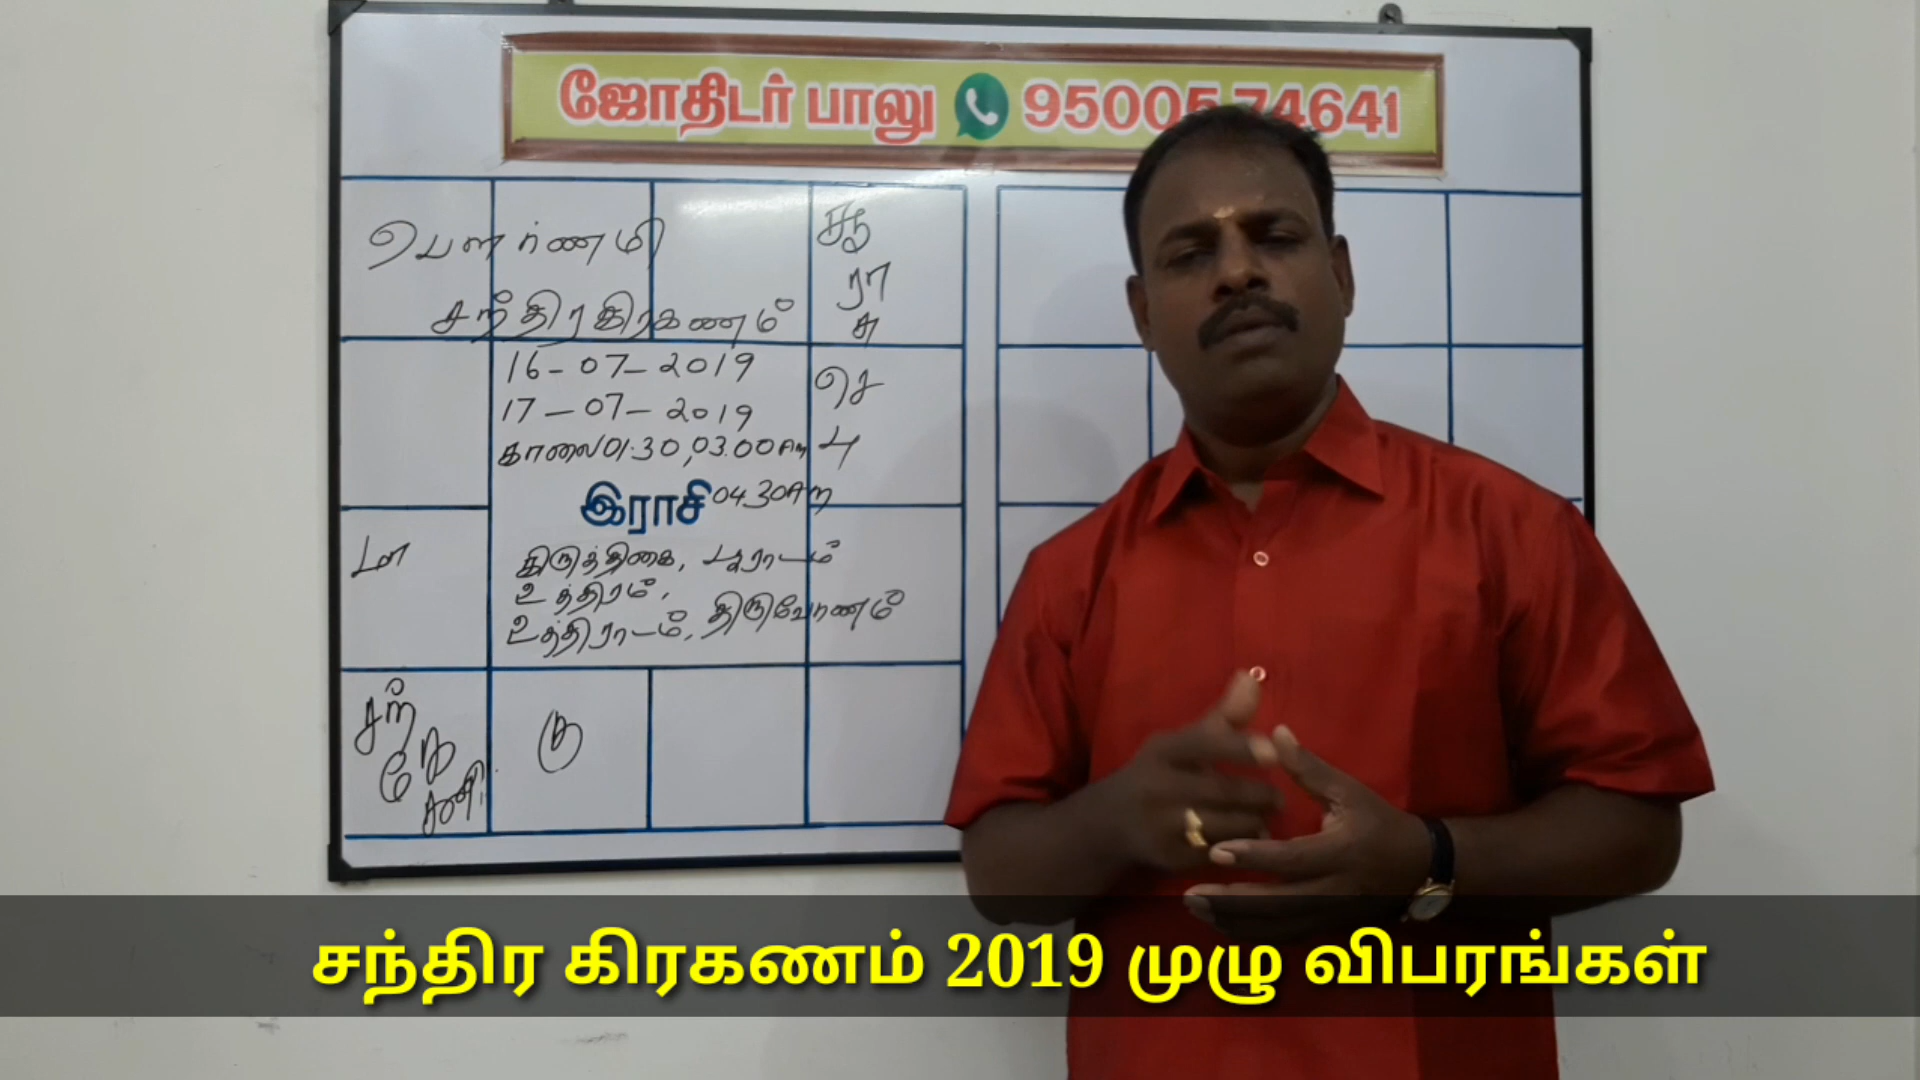 ஜோதிடர் பாலு 95005 74641
பௌர்ணமி
சந்திரகிரகணம்
16-07-2019
17-07-2019
காலை 01.30, 03.00 Am
இராசி 04.30 Am
கிருத்திகை, பூராடம்
உத்திரம்,
உத்திராடம், திருவோணம்
சூ
ரா
சு
செ
பு
மா
சந்
கே
சனி
கு
சந்திர கிரகணம் 2019 முழு விபரங்கள்